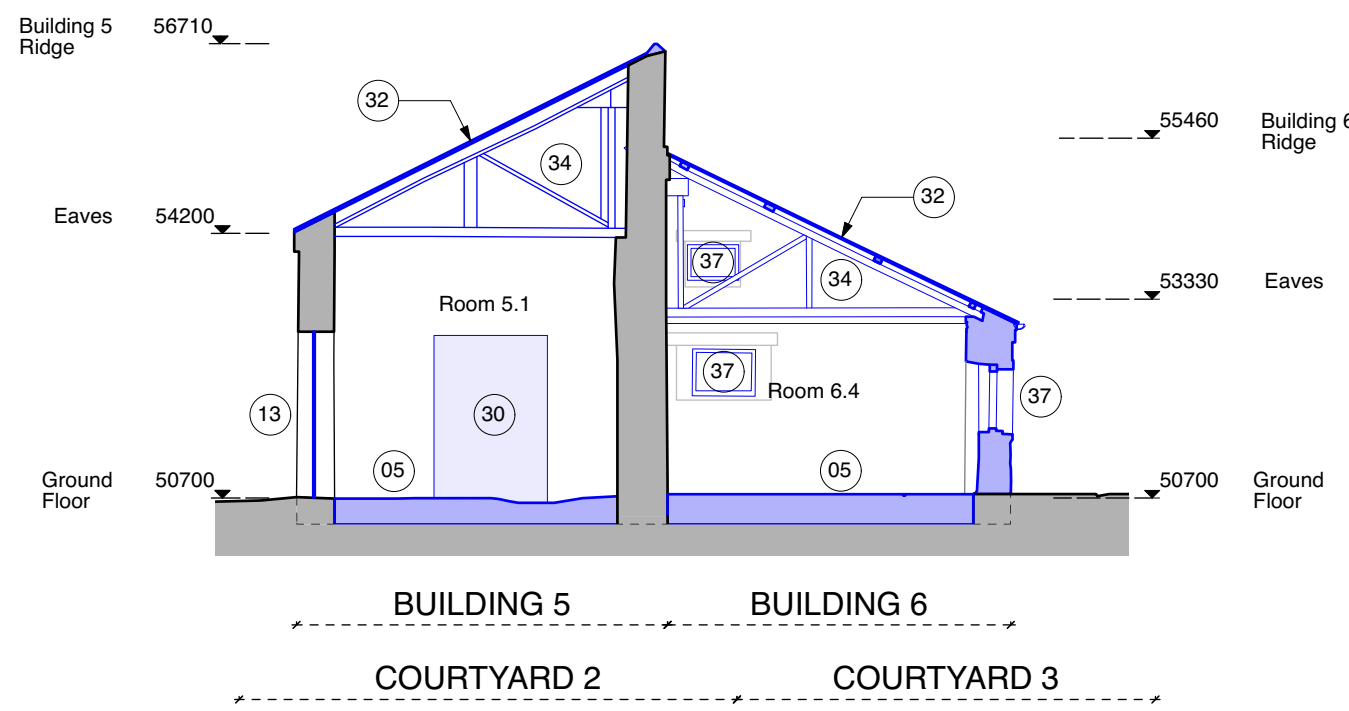 Building 5
Ridge
56710
32
34
55460
Building 6
Ridge
Eaves
54200
32
37
34
53330
Eaves
Room 5.1
37
Room 6.4
37
13
30
05
05
Ground
Floor
50700
50700
Ground
Floor
BUILDING 5
BUILDING 6
COURTYARD 2
COURTYARD 3